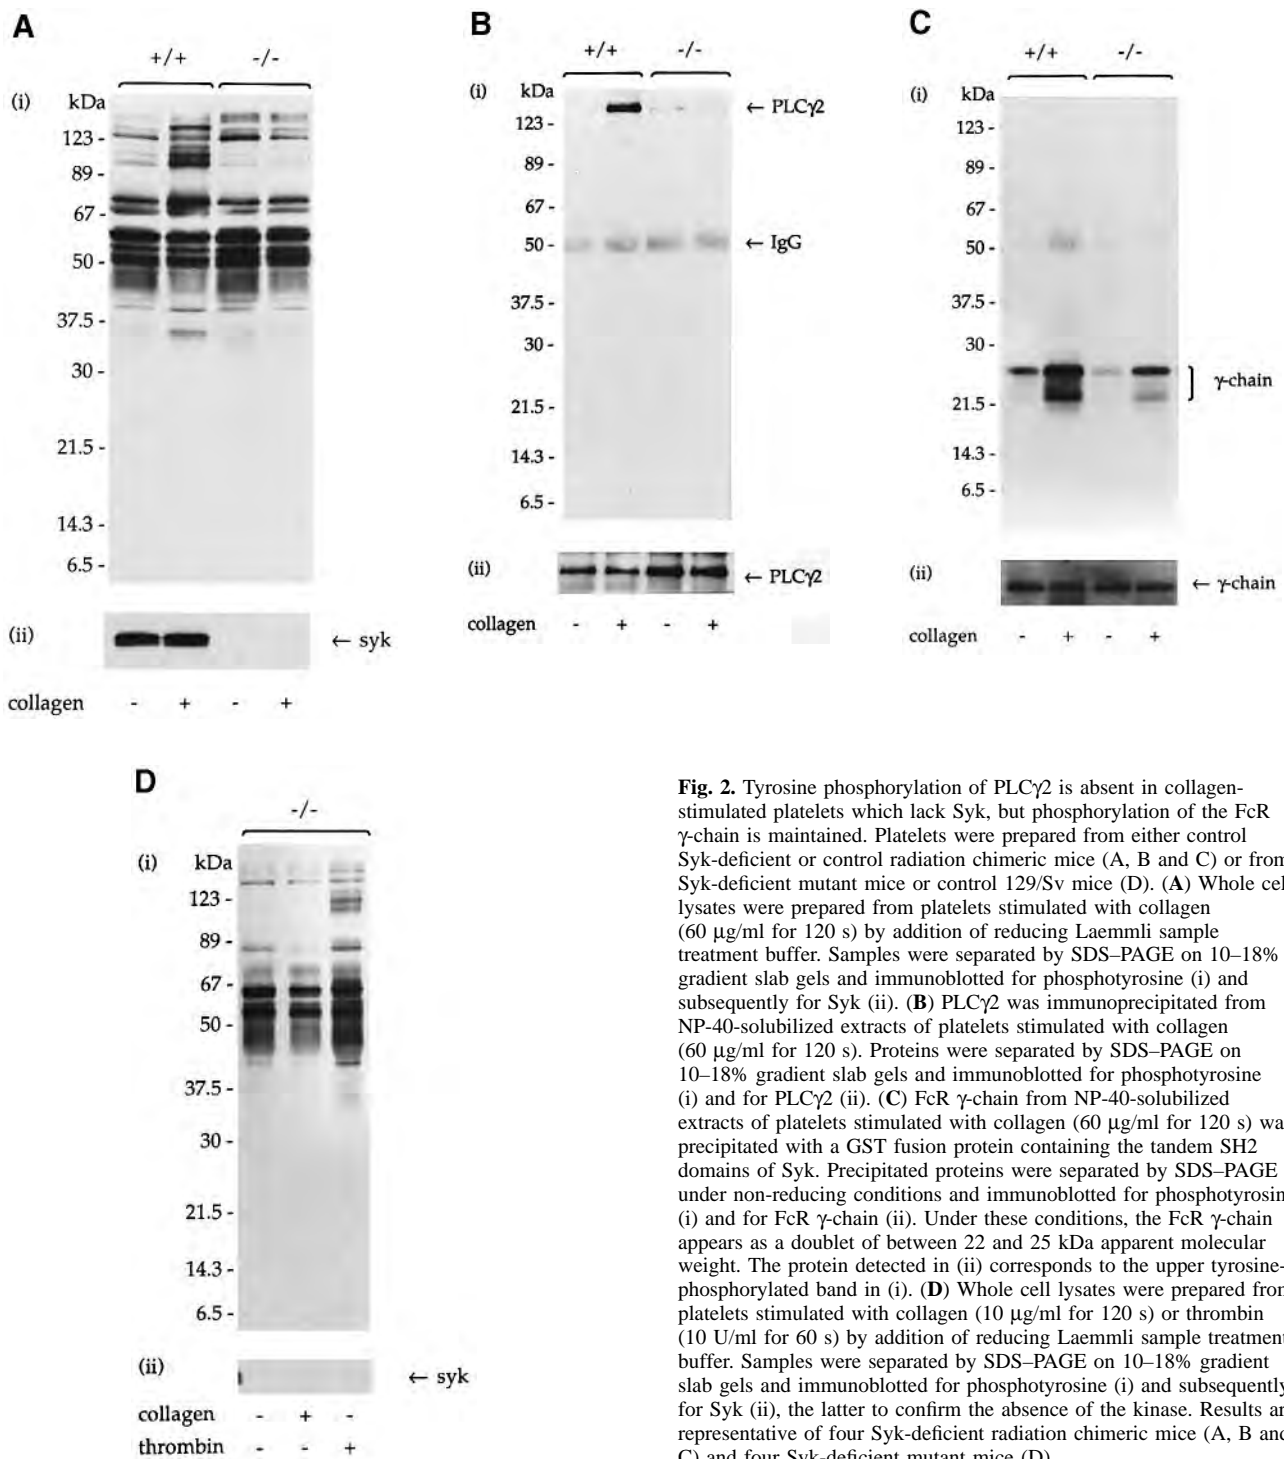 A
+/+ -/-
(i) kDa
123 -
89 -
67 -
50 -
37.5 -
30 -
21.5 -
14.3 -
6.5 -
(ii) ← syk
collagen - + - +
B
+/+ -/-
(i) kDa
← PLCγ2
123 -
89 -
67 -
50 - ← IgG
37.5 -
30 -
21.5 -
14.3 -
6.5 -
(ii) ← PLCγ2
collagen - + - +
C
+/+ -/-
(i) kDa
123 -
89 -
67 -
50 -
37.5 -
30 -
γ-chain
21.5 -
14.3 -
6.5 -
(ii) ← γ-chain
collagen - + - +
D
-/-
(i) kDa
123 -
89 -
67 -
50 -
37.5 -
30 -
21.5 -
14.3 -
6.5 -
(ii) ← syk
collagen - + -
thrombin - - +
Fig. 2. Tyrosine phosphorylation of PLCγ2 is absent in collagen-
stimulated platelets which lack Syk, but phosphorylation of the FcR
γ-chain is maintained. Platelets were prepared from either control
Syk-deficient or control radiation chimeric mice (A, B and C) or from
Syk-deficient mutant mice or control 129/Sv mice (D). (A) Whole cel
lysates were prepared from platelets stimulated with collagen
(60 μg/ml for 120 s) by addition of reducing Laemmli sample
treatment buffer. Samples were separated by SDS–PAGE on 10–18%
gradient slab gels and immunoblotted for phosphotyrosine (i) and
subsequently for Syk (ii). (B) PLCγ2 was immunoprecipitated from
NP-40-solubilized extracts of platelets stimulated with collagen
(60 μg/ml for 120 s). Proteins were separated by SDS–PAGE on
10–18% gradient slab gels and immunoblotted for phosphotyrosine
(i) and for PLCγ2 (ii). (C) FcR γ-chain from NP-40-solubilized
extracts of platelets stimulated with collagen (60 μg/ml for 120 s) wa
precipitated with a GST fusion protein containing the tandem SH2
domains of Syk. Precipitated proteins were separated by SDS–PAGE
under non-reducing conditions and immunoblotted for phosphotyrosin
(i) and for FcR γ-chain (ii). Under these conditions, the FcR γ-chain
appears as a doublet of between 22 and 25 kDa apparent molecular
weight. The protein detected in (ii) corresponds to the upper tyrosine-
phosphorylated band in (i). (D) Whole cell lysates were prepared from
platelets stimulated with collagen (10 μg/ml for 120 s) or thrombin
(10 U/ml for 60 s) by addition of reducing Laemmli sample treatment
buffer. Samples were separated by SDS–PAGE on 10–18% gradient
slab gels and immunoblotted for phosphotyrosine (i) and subsequently
for Syk (ii), the latter to confirm the absence of the kinase. Results ar
representative of four Syk-deficient radiation chimeric mice (A, B and
C) and four Syk-deficient mutant mice (D).